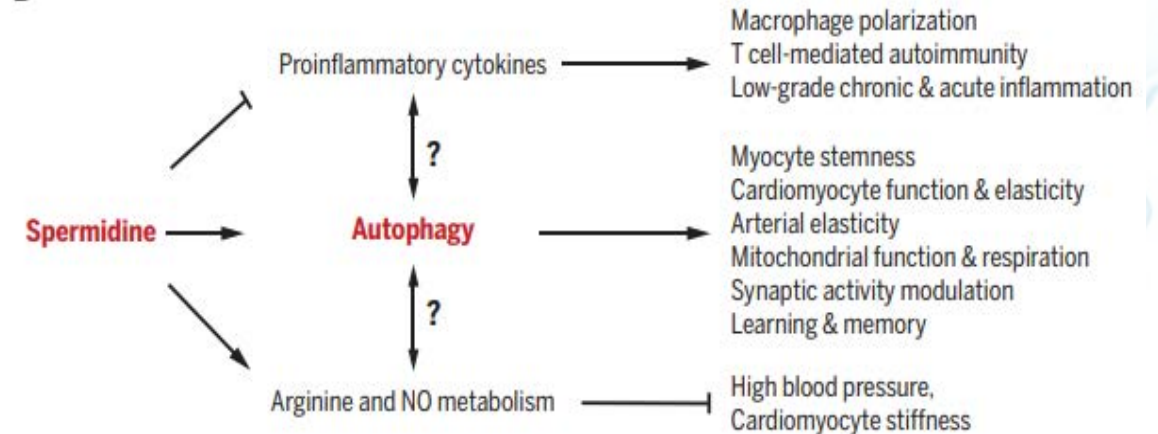 Proinflammatory cytokines
Macrophage polarization
T cell-mediated autoimmunity
Low-grade chronic & acute inflammation
?
Spermidine
Autophagy
Myocyte stemness
Cardiomyocyte function & elasticity
Arterial elasticity
Mitochondrial function & respiration
Synaptic activity modulation
Learning & memory
?
Arginine and NO metabolism
High blood pressure,
Cardiomyocyte stiffness